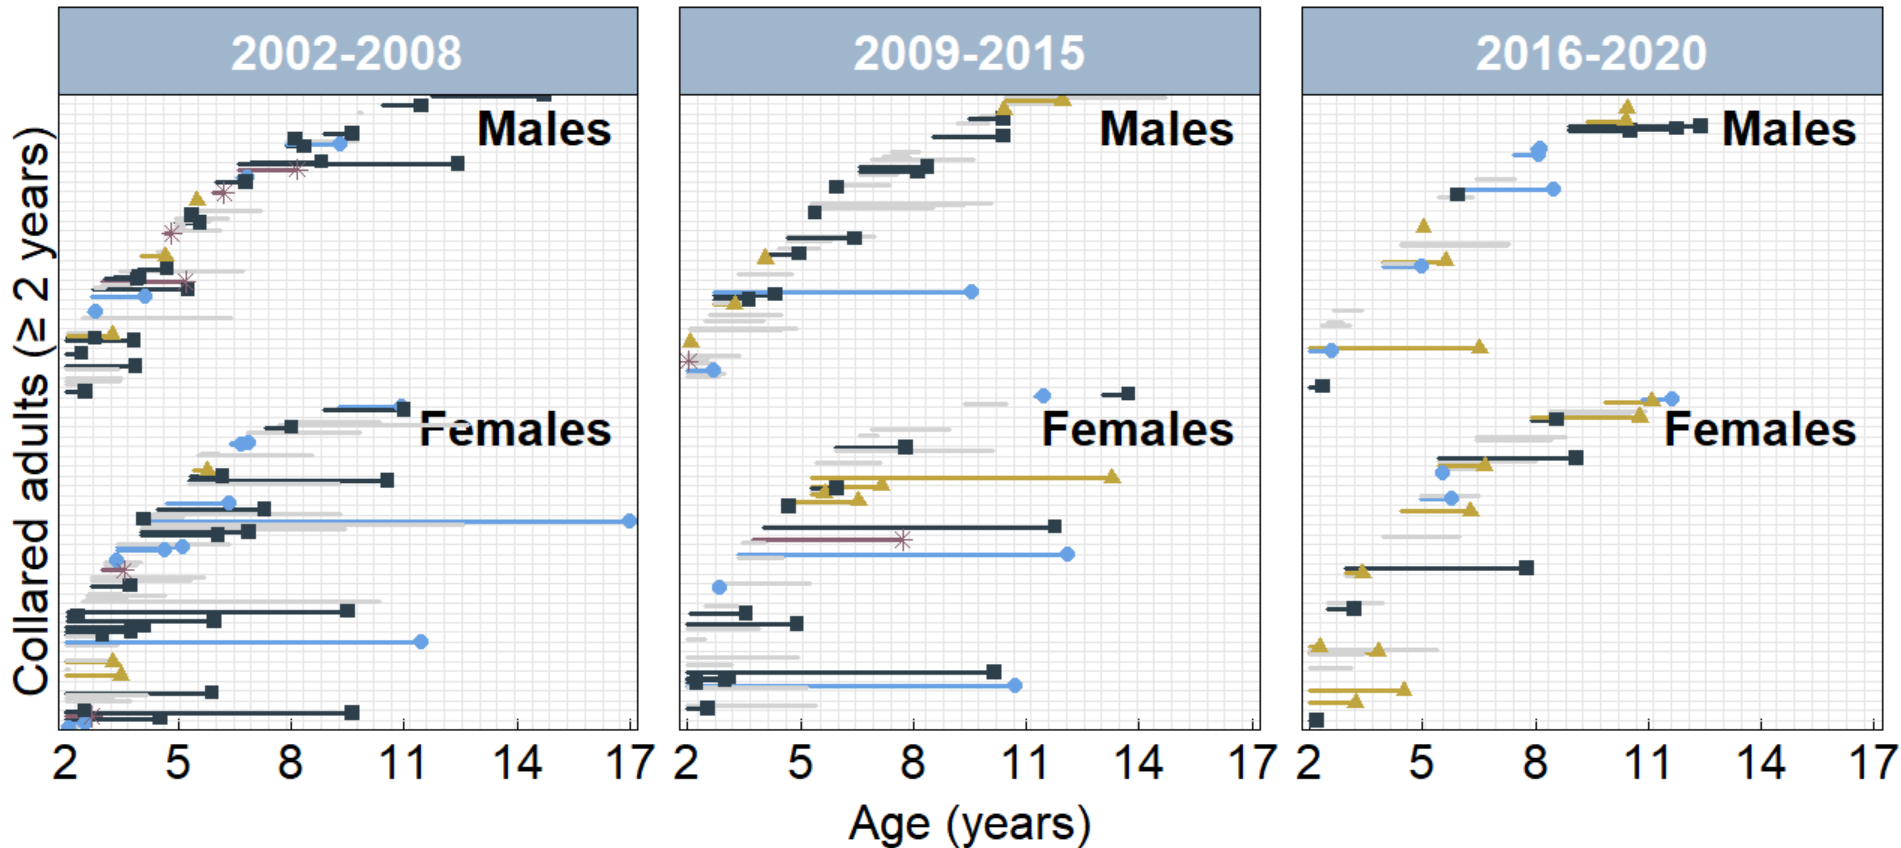 2002-2008
2009-2015
2016-2020
Collared adults (≥ 2 years)
Males
Males
Males
Females
Females
Females
2 5 8 11 14 17
2 5 8 11 14 17
2 5 8 11 14 17
Age (years)